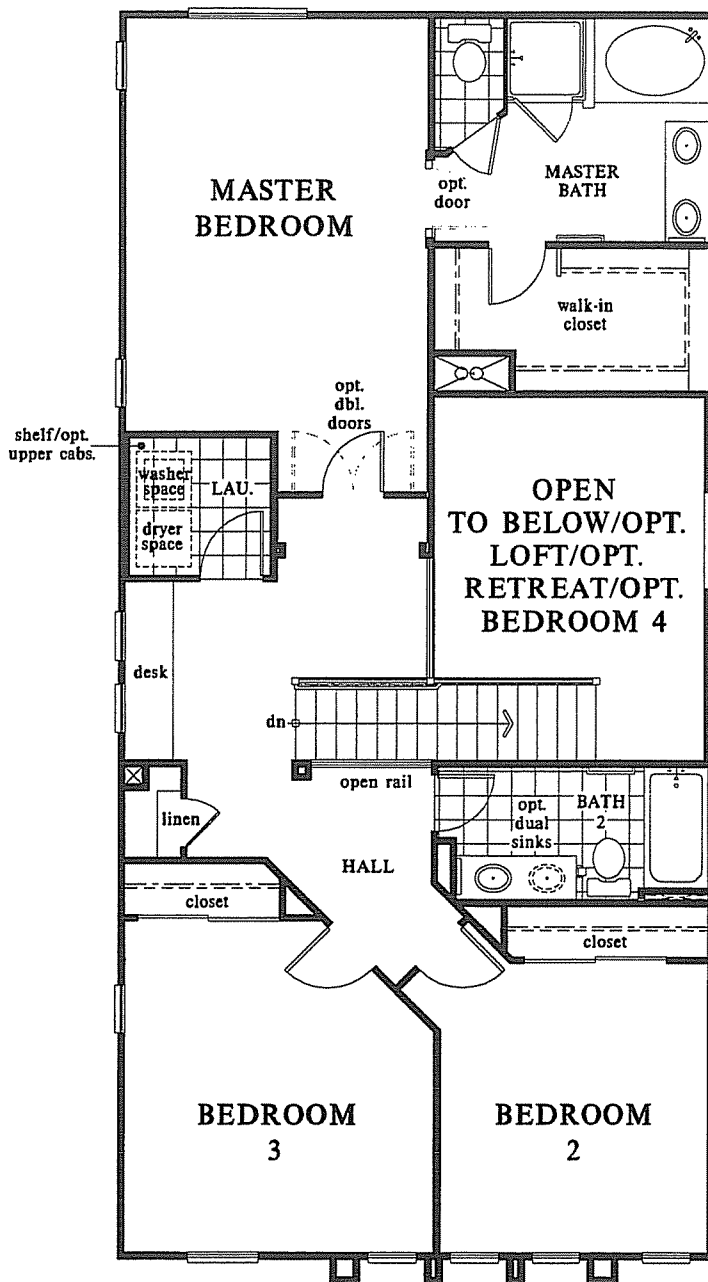 MASTER
BEDROOM
opt.
door
MASTER
BATH
walk-in
closet
opt.
dbl.
doors
shelf/opt.
upper cabs.
washer
space
LAU.
dryer
space
OPEN
TO BELOW/OPT.
LOFT/OPT.
RETREAT/OPT.
BEDROOM 4
desk
dn
open rail
linen
opt.
dual
sinks
BATH
2
HALL
closet
closet
BEDROOM
3
BEDROOM
2